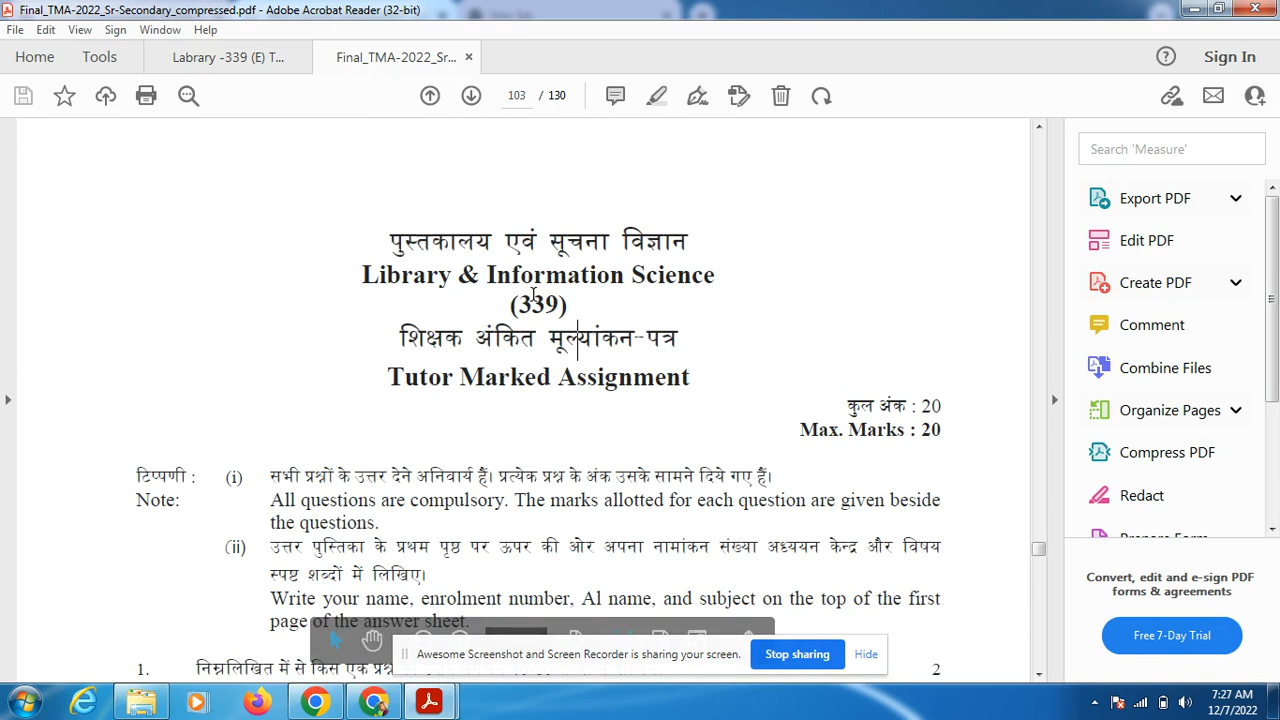 Final_TMA-2022_Sr-Secondary_compressed.pdf - Adobe Acrobat Reader (32-bit)
File Edit View Sign Window Help
Home Tools Labrary -339 (E) T... Final_TMA-2022_Sr... × Sign In
103 / 130
Search 'Measure'
Export PDF
Edit PDF
Create PDF
Comment
Combine Files
Organize Pages
Compress PDF
Redact
Convert, edit and e-sign PDF
forms & agreements
Free 7-Day Trial
पुस्तकालय एवं सूचना विज्ञान
Library & Information Science
(339)
शिक्षक अंकित मूल्यांकन-पत्र
Tutor Marked Assignment
कुल अंक : 20
Max. Marks : 20
टिप्पणी : (i) सभी प्रश्नों के उत्तर देने अनिवार्य हैं। प्रत्येक प्रश्न के अंक उसके सामने दिये गए हैं।
Note: All questions are compulsory. The marks allotted for each question are given beside
the questions.
(ii) उत्तर पुस्तिका के प्रथम पृष्ठ पर ऊपर की ओर अपना नामांकन संख्या अध्ययन केन्द्र और विषय
स्पष्ट शब्दों में लिखिए।
Write your name, enrolment number, Al name, and subject on the top of the first
page of the answer sheet.
1. निम्नलिखित में से किस एक 2
Awesome Screenshot and Screen Recorder is sharing your screen. Stop sharing Hide
7:27 AM
12/7/2022